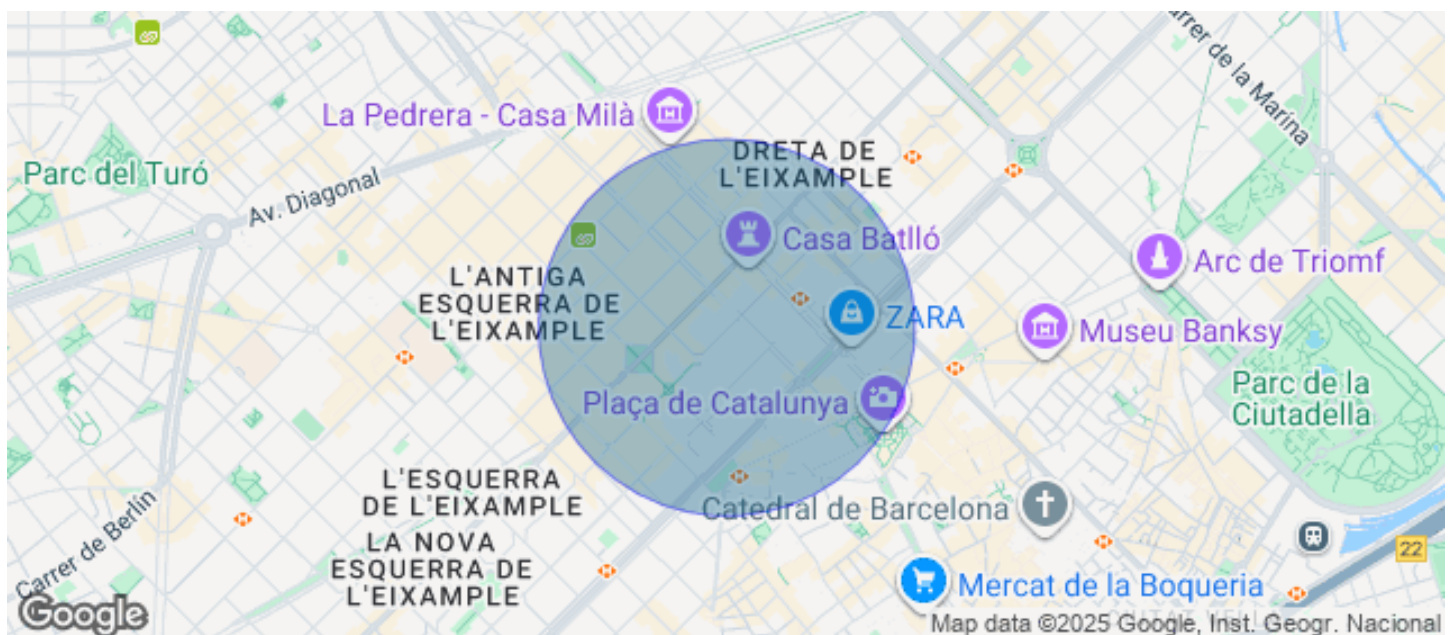 Carrer de la Marina
La Pedrera - Casa Milà
DRETA DE
L'EIXAMPLE
Parc del Turó
Av. Diagonal
Casa Batlló
Arc de Triomf
L'ANTIGA
ESQUERRA DE
L'EIXAMPLE
ZARA
Museu Banksy
Plaça de Catalunya
Parc de la
Ciutadella
L'ESQUERRA
DE L'EIXAMPLE
Catedral de Barcelona
Carrer de Berlín
LA NOVA
ESQUERRA DE
L'EIXAMPLE
22
Mercat de la Boqueria
Google
Map data ©2025 Google, Inst. Geogr. Nacional